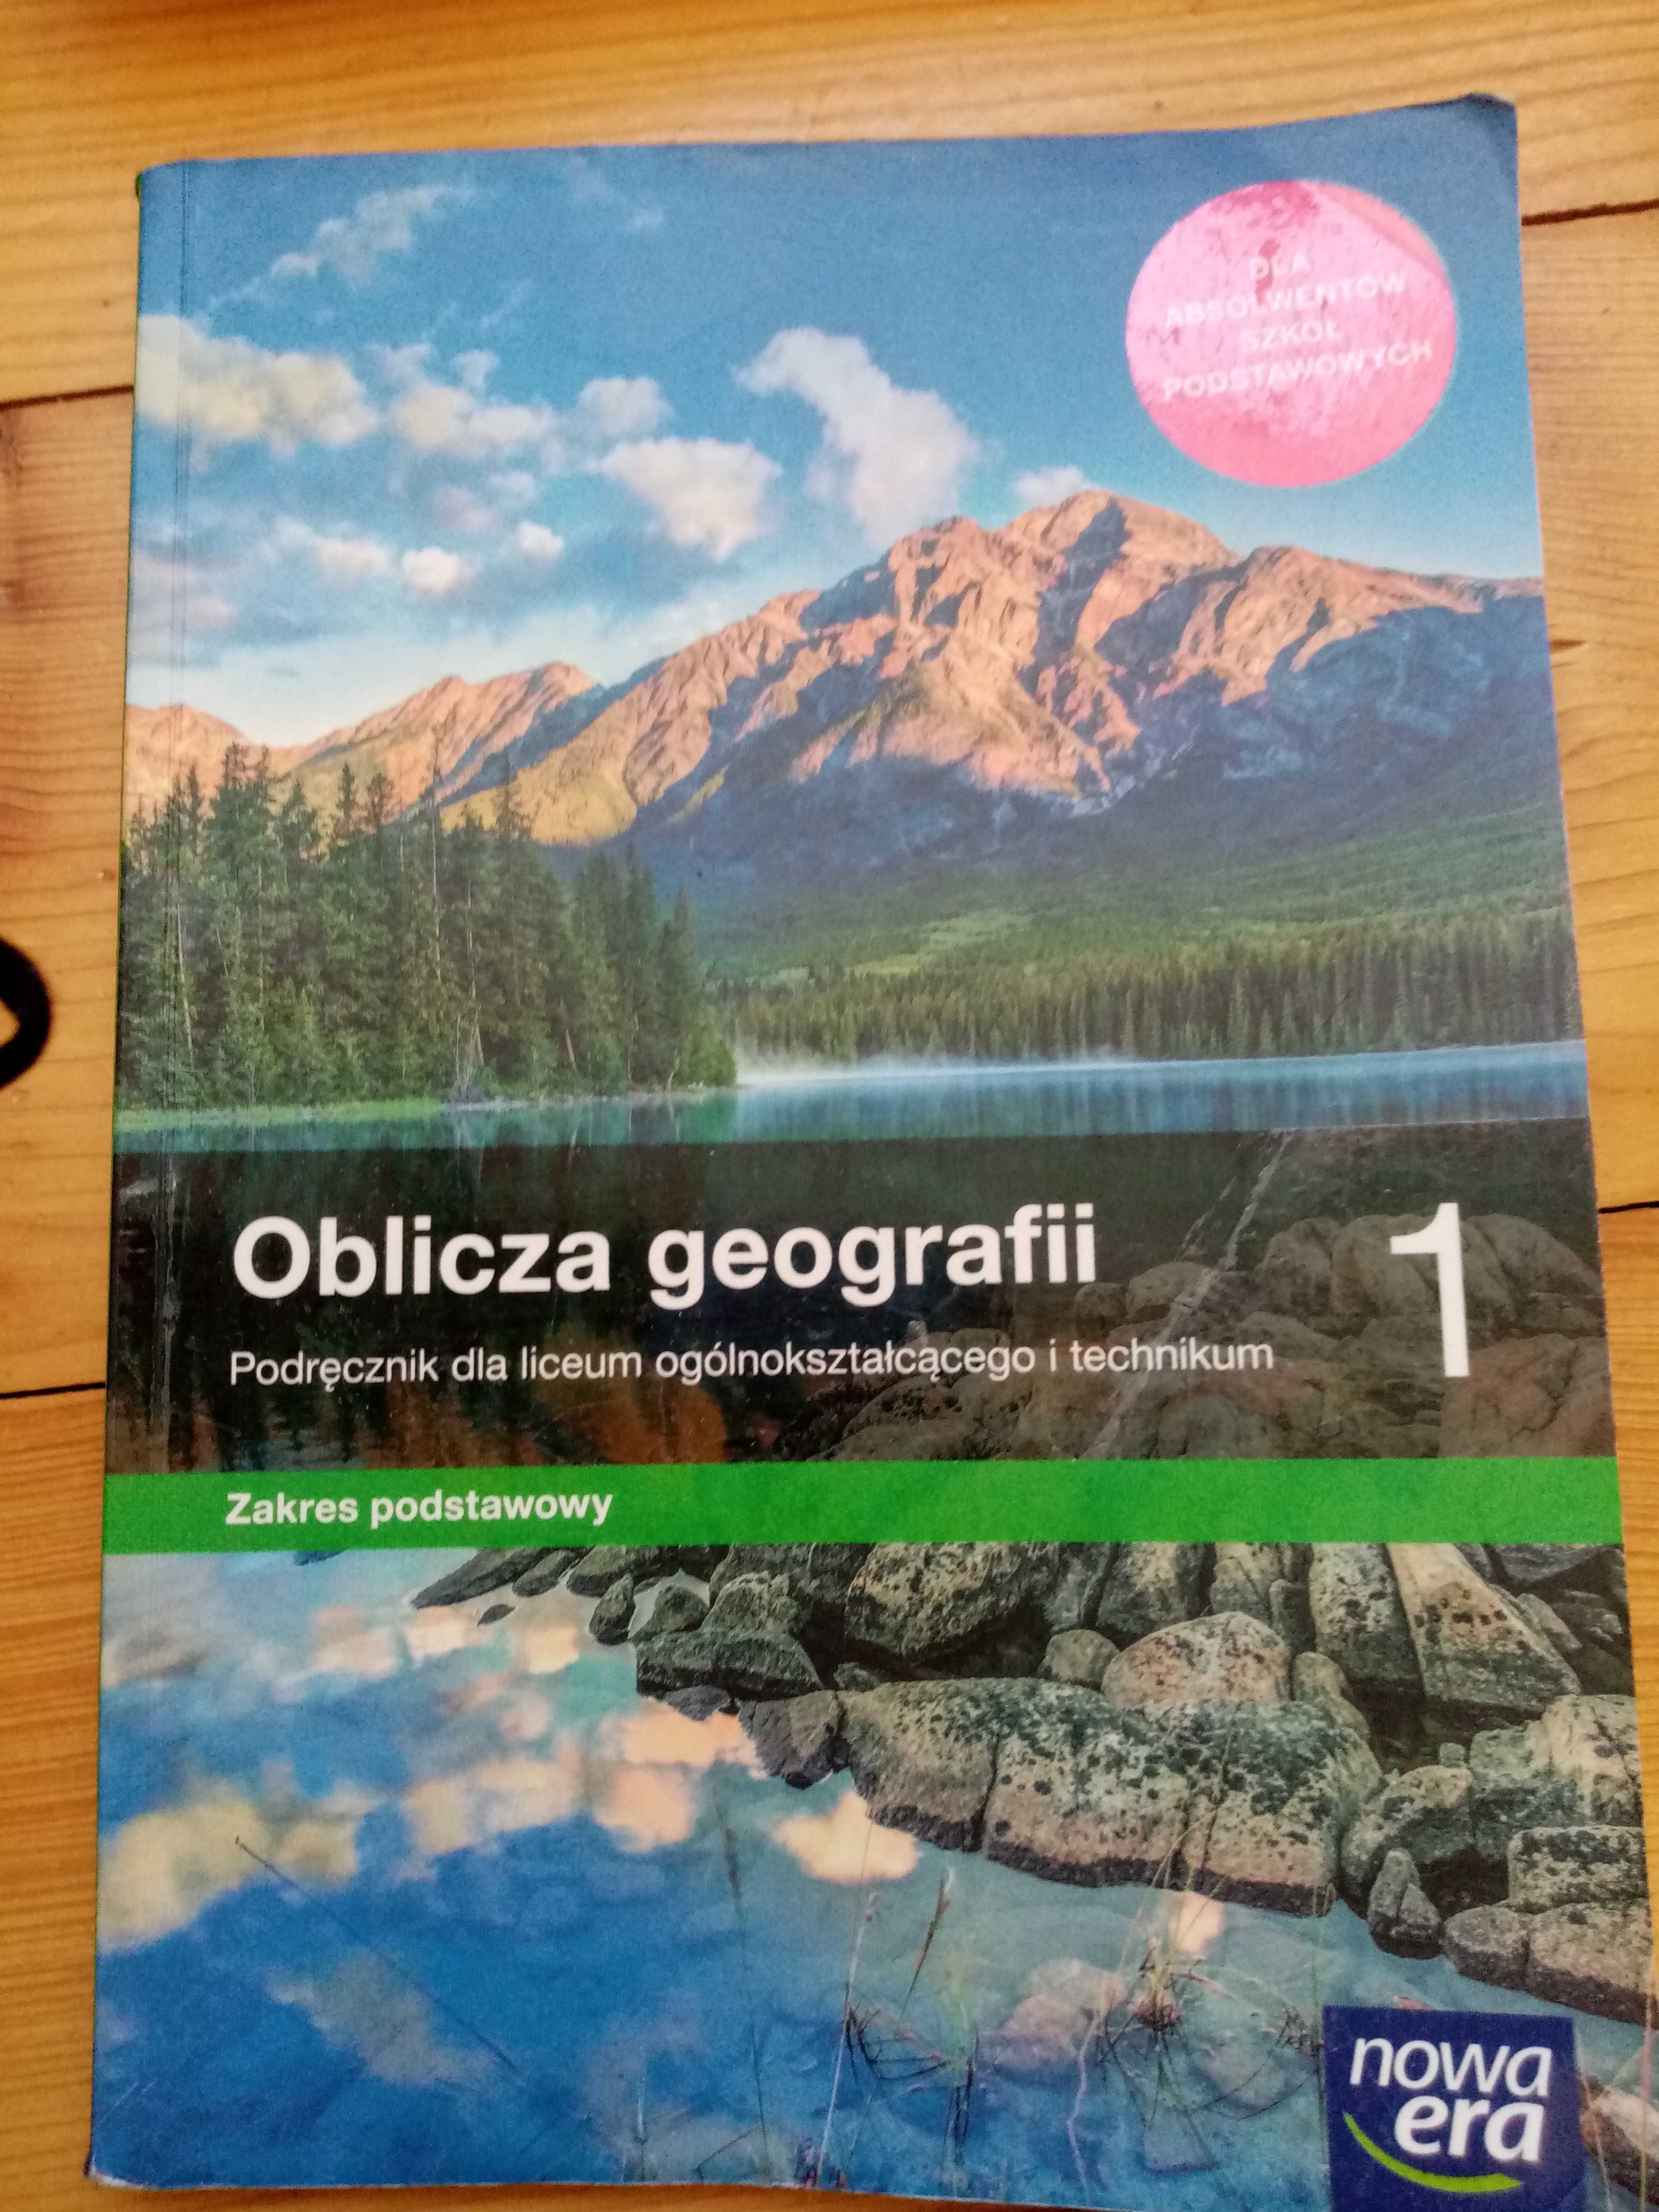 DLA
ABSOLWENTÓW
SZKÓŁ
PODSTAWOWYCH
Oblicza geografii 1
Podręcznik dla liceum ogólnokształcącego i technikum
Zakres podstawowy
nowa
era